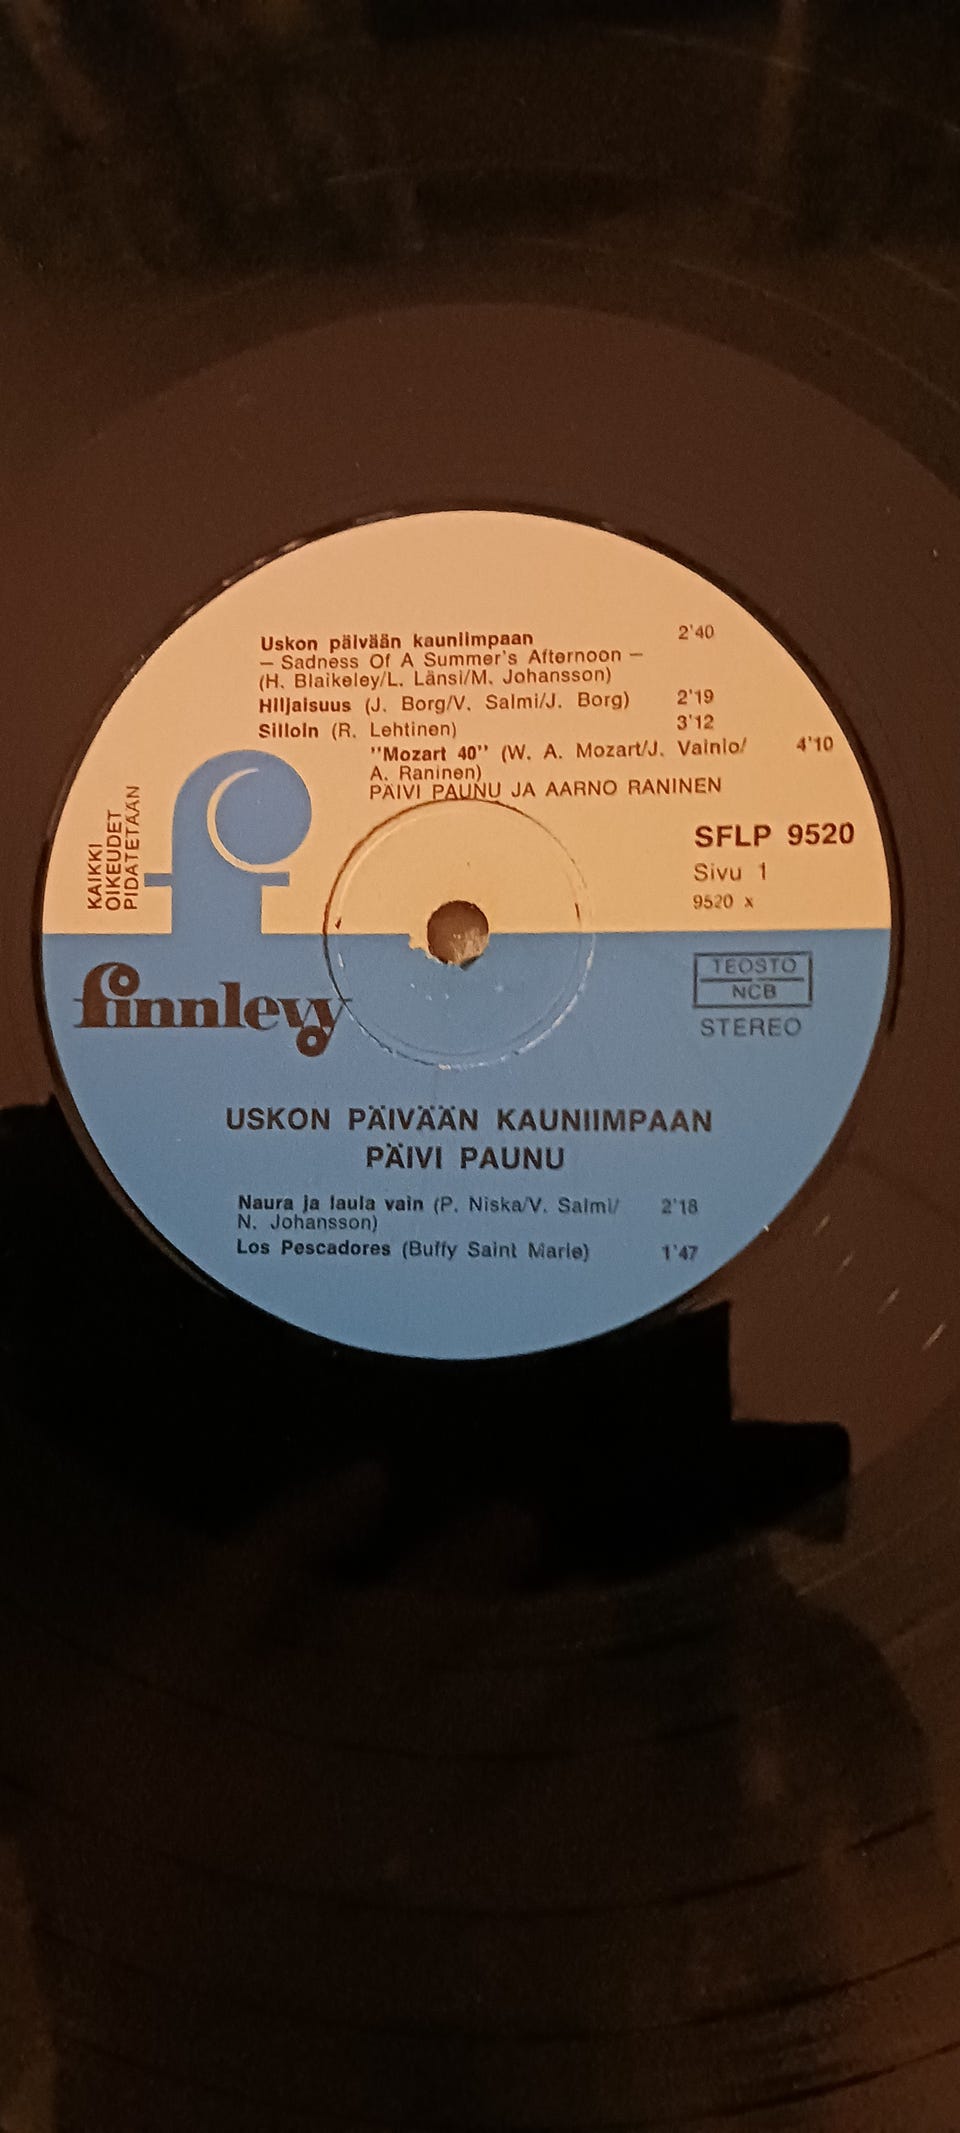 Uskon päivään kauniimpaan 2'40
— Sadness Of A Summer's Afternoon —
(H. Blaikeley/L. Länsi/M. Johansson)
Hiljaisuus (J. Borg/V. Salmi/J. Borg) 2'19
Silloin (R. Lehtinen) 3'12
"Mozart 40" (W. A. Mozart/J. Vainio/ 4'10
A. Raninen)
PÄIVI PAUNU JA AARNO RANINEN
KAIKKI
OIKEUDET
PIDÄTETÄÄN
SFLP 9520
Sivu 1
9520 x
f
finnlevy
TEOSTO
NCB
STEREO
USKON PÄIVÄÄN KAUNIIMPAAN
PÄIVI PAUNU
Naura ja laula vain (P. Niska/V. Salmi/ 2'18
N. Johansson)
Los Pescadores (Buffy Saint Marie) 1'47